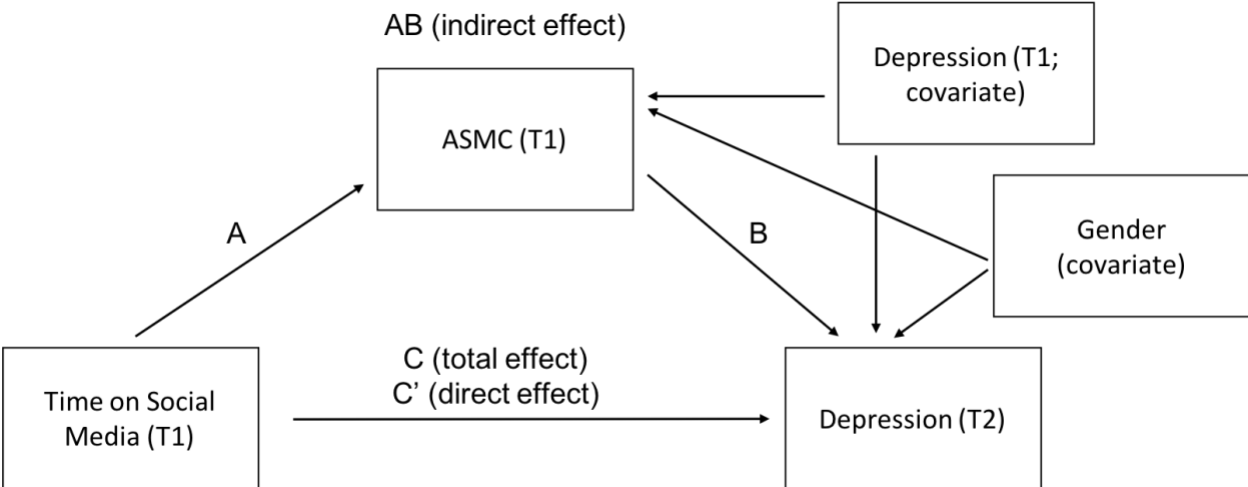 AB (indirect effect)
Depression (T1;
covariate)
ASMC (T1)
Gender
(covariate)
A
B
C (total effect)
C’ (direct effect)
Time on Social
Media (T1)
Depression (T2)